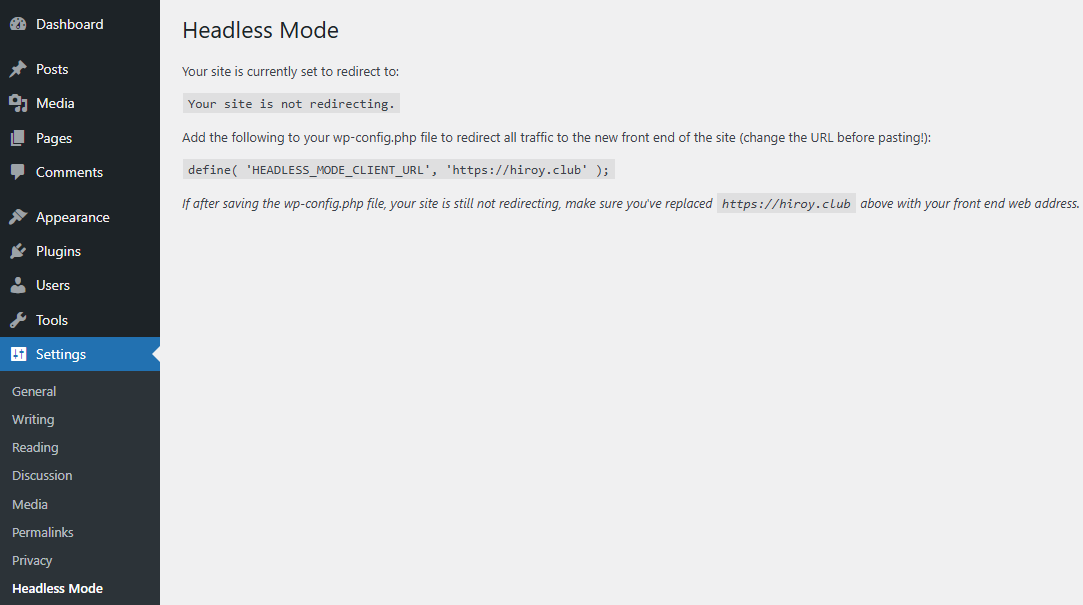 Dashboard
Posts
Media
Pages
Comments
Appearance
Plugins
Users
Tools
Settings
General
Writing
Reading
Discussion
Media
Permalinks
Privacy
Headless Mode
Headless Mode
Your site is currently set to redirect to:
Your site is not redirecting.
Add the following to your wp-config.php file to redirect all traffic to the new front end of the site (change the URL before pasting!):
define( 'HEADLESS_MODE_CLIENT_URL', 'https://hiroy.club' );
If after saving the wp-config.php file, your site is still not redirecting, make sure you've replaced https://hiroy.club above with your front end web address.